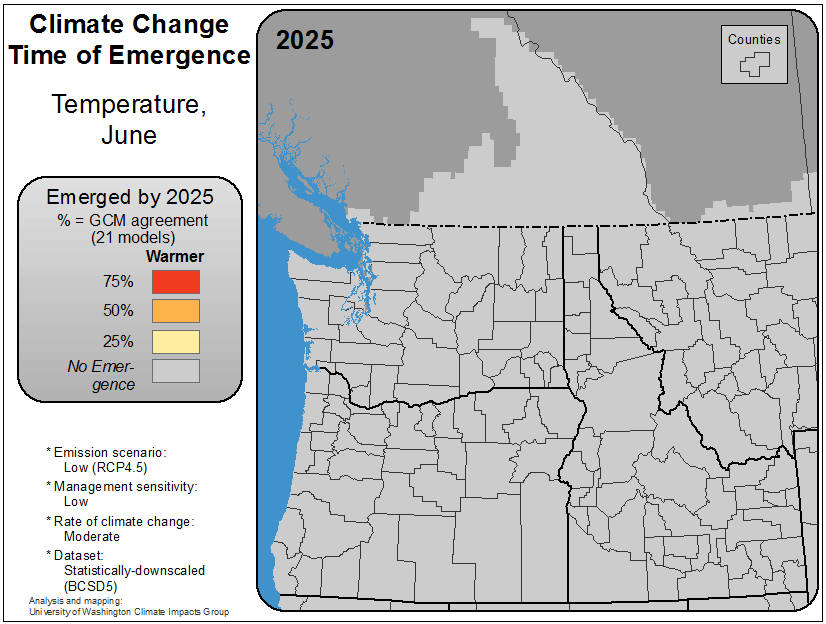 Climate Change
Time of Emergence
Temperature,
June
Emerged by 2025
% = GCM agreement
(21 models)
Warmer
75%
50%
25%
No Emer-
gence
* Emission scenario:
Low (RCP4.5)
* Management sensitivity:
Low
* Rate of climate change:
Moderate
* Dataset:
Statistically-downscaled
(BCSD5)
Analysis and mapping:
University of Washington Climate Impacts Group
2025
Counties